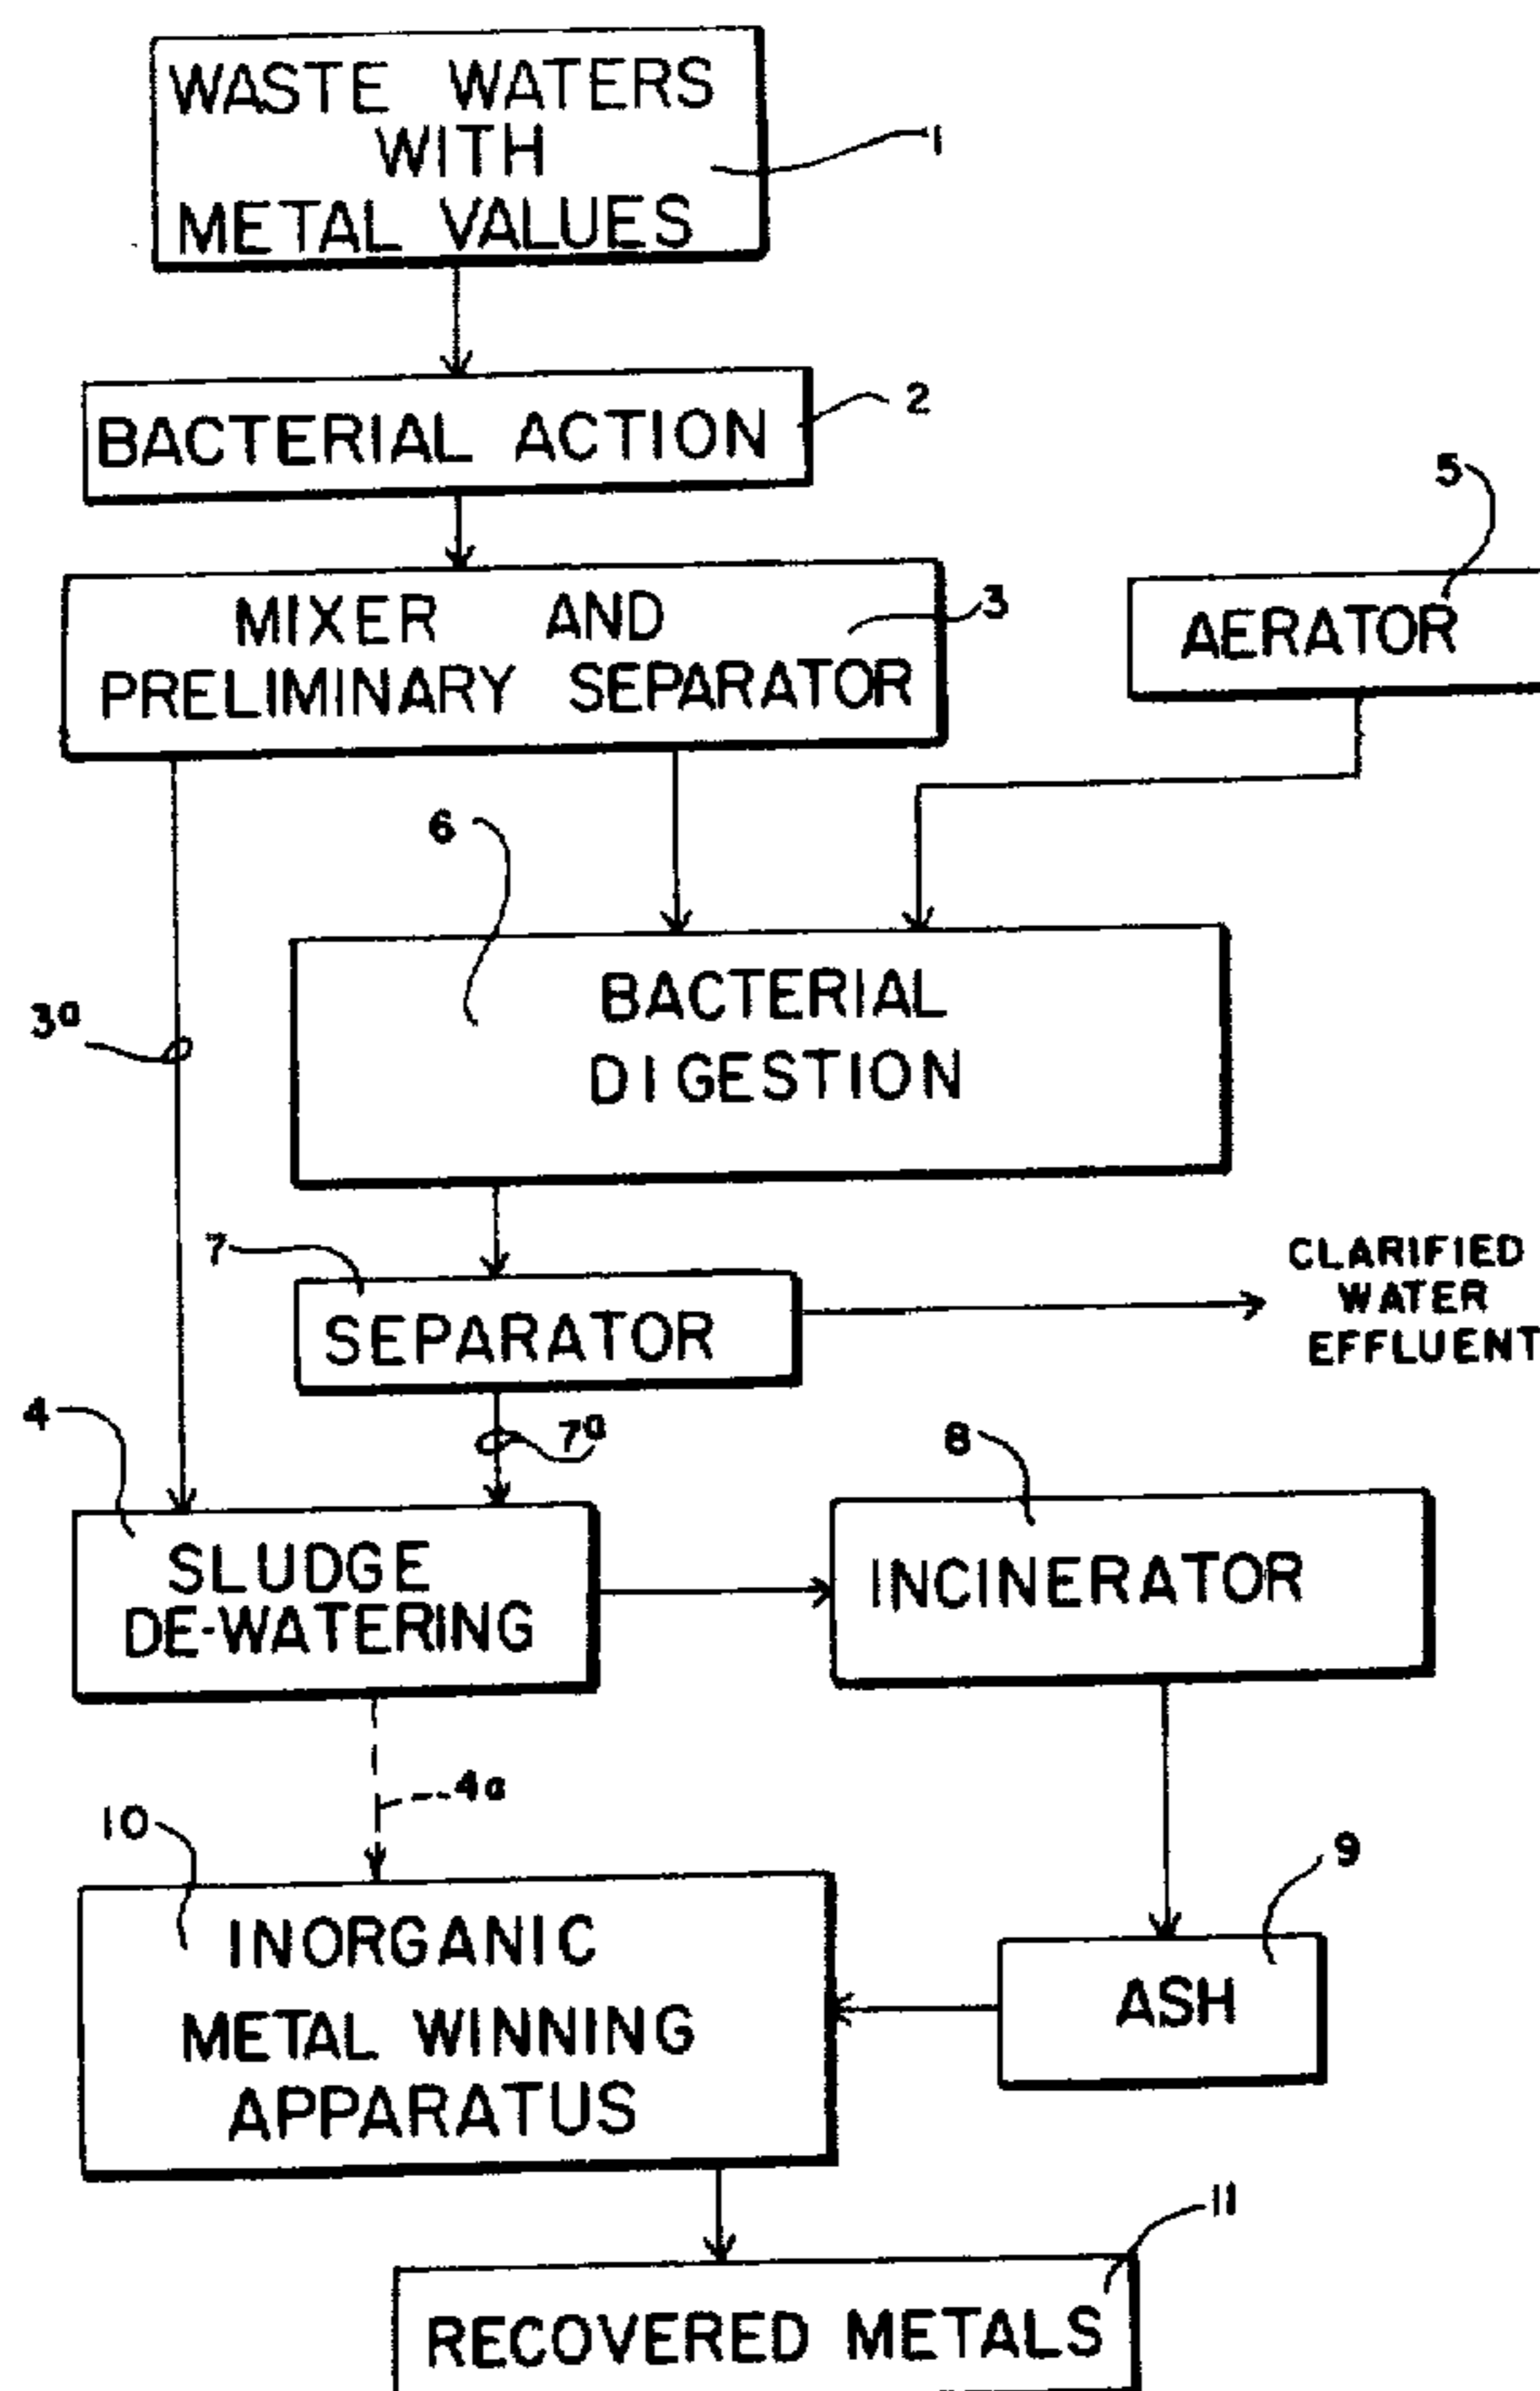 WASTE WATERS
WITH
METAL VALUES
1
BACTERIAL ACTION
2
5
MIXER AND
PRELIMINARY SEPARATOR
3
AERATOR
6
BACTERIAL
DIGESTION
3a
7
SEPARATOR
CLARIFIED
WATER
EFFLUENT
4
7a
8
SLUDGE
DE-WATERING
INCINERATOR
4a
10
9
INORGANIC
METAL WINNING
APPARATUS
ASH
11
RECOVERED METALS